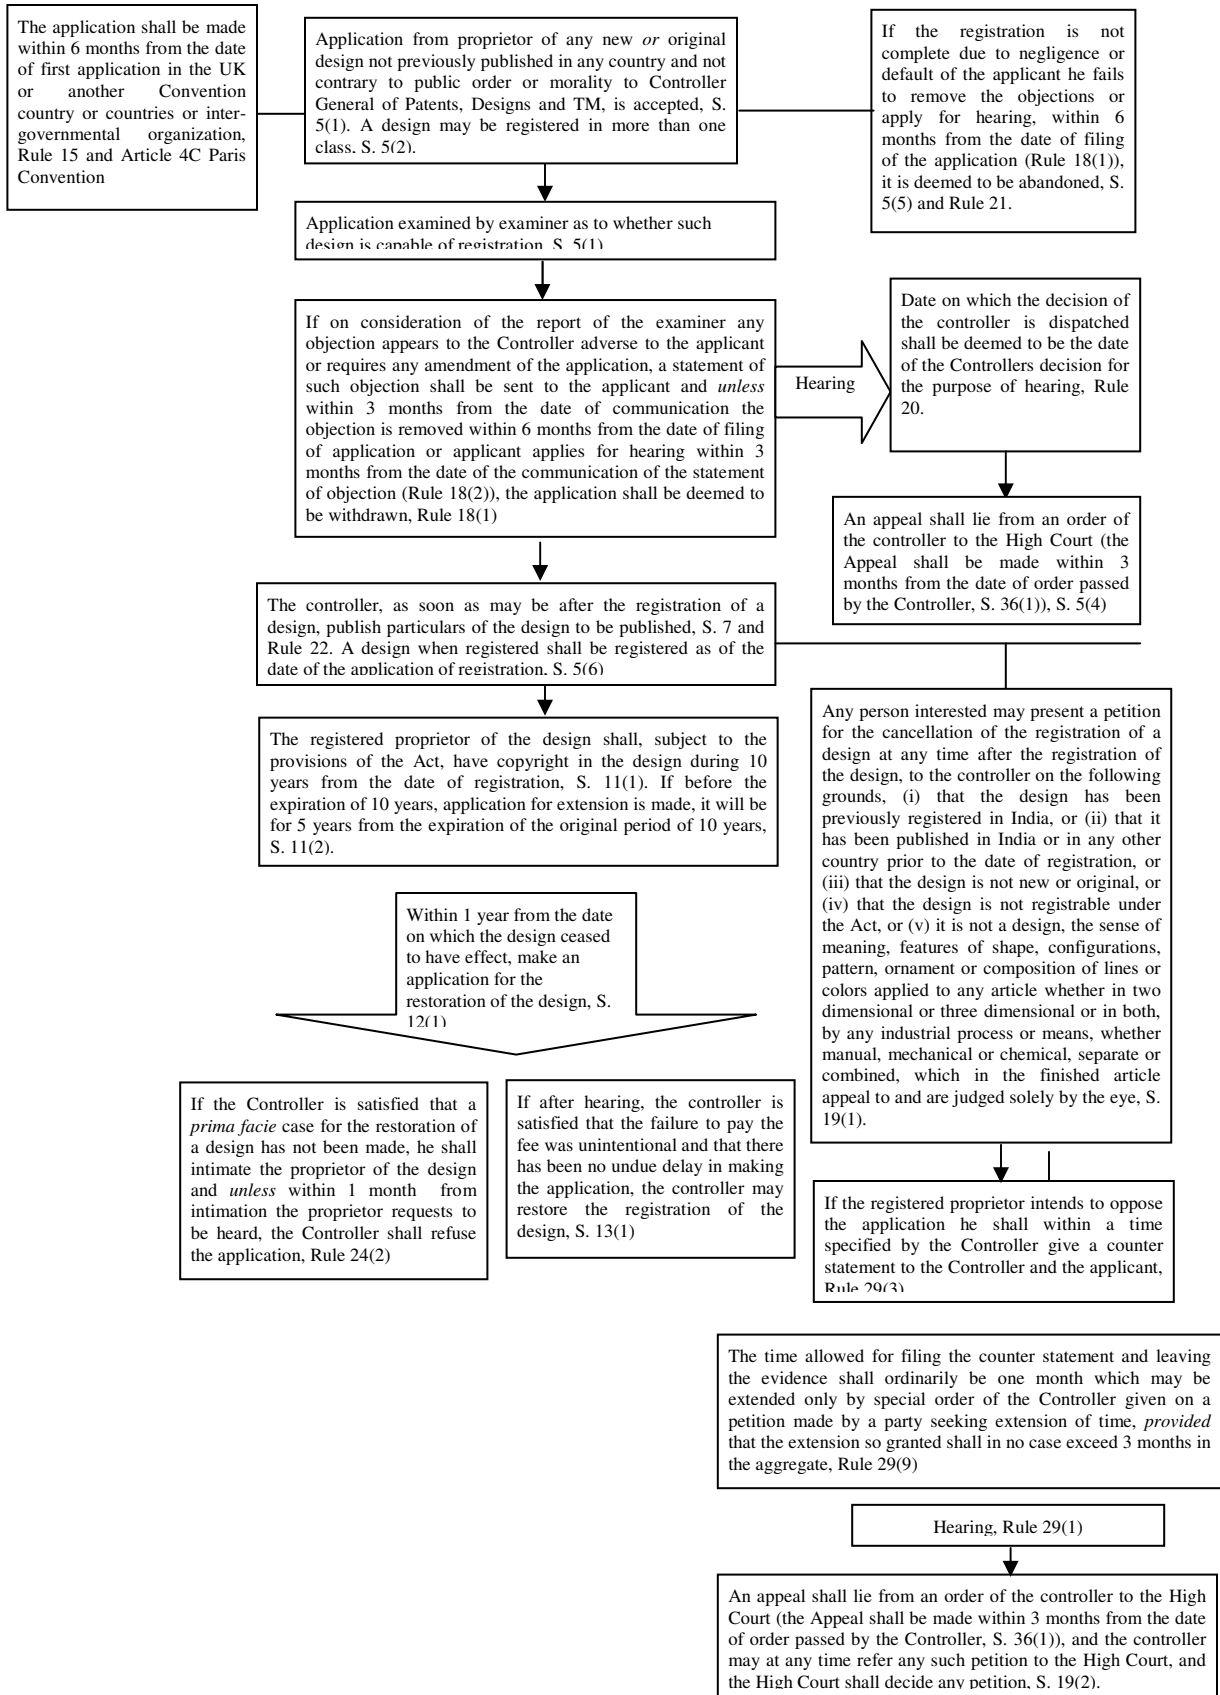 The application shall be made
within 6 months from the date
of first application in the UK
or another Convention
country or countries or inter-
governmental organization,
Rule 15 and Article 4C Paris
Convention
Application from proprietor of any new or original
design not previously published in any country and not
contrary to public order or morality to Controller
General of Patents, Designs and TM, is accepted, S.
5(1). A design may be registered in more than one
class. S. 5(2).
If the registration is not
complete due to negligence or
default of the applicant he fails
to remove the objections or
apply for hearing, within 6
months from the date of filing
of the application (Rule 18(1)),
it is deemed to be abandoned, S.
5(5) and Rule 21.
Application examined by examiner as to whether such
design is capable of registration, S. 5(1)
If on consideration of the report of the examiner any
objection appears to the Controller adverse to the applicant
or requires any amendment of the application, a statement
of such objection shall be sent to the applicant and unless
within 3 months from the date of communication the
objection is removed within 6 months from the date of filing
of application or applicant applies for hearing within 3
months from the date of the communication of the statement
of objection (Rule 18(2)), the application shall be deemed to
be withdrawn, Rule 18(1)
Hearing
Date on which the decision of
the controller is dispatched
shall be deemed to be the date
of the Controllers decision for
the purpose of hearing, Rule
20.
An appeal shall lie from an order of
the controller to the High Court (the
Appeal shall be made within 3
months from the date of order passed
by the Controller, S. 36(1)), S. 5(4)
The controller, as soon as may be after the registration of a
design, publish particulars of the design to be published, S. 7 and
Rule 22. A design when registered shall be registered as of the
date of the application of registration, S. 5(6)
The registered proprietor of the design shall, subject to the
provisions of the Act, have copyright in the design during 10
years from the date of registration, S. 11(1). If before the
expiration of 10 years, application for extension is made, it will be
for 5 years from the expiration of the original period of 10 years,
S. 11(2).
Any person interested may present a petition
for the cancellation of the registration of a
design at any time after the registration of
the design, to the controller on the following
grounds, (i) that the design has been
previously registered in India, or (ii) that it
has been published in India or in any other
country prior to the date of registration, or
(iii) that the design is not new or original, or
(iv) that the design is not registrable under
the Act, or (v) it is not a design, the sense of
meaning, features of shape, configurations,
pattern, ornament or composition of lines or
colors applied to any article whether in two
dimensional or three dimensional or in both,
by any industrial process or means, whether
manual, mechanical or chemical, separate or
combined, which in the finished article
appeal to and are judged solely by the eye, S.
19(1).
Within 1 year from the date
on which the design ceased
to have effect, make an
application for the
restoration of the design, S.
12(1)
If the Controller is satisfied that a
prima facie case for the restoration of
a design has not been made, he shall
intimate the proprietor of the design
and unless within 1 month from
intimation the proprietor requests to
be heard, the Controller shall refuse
the application, Rule 24(2)
If after hearing, the controller is
satisfied that the failure to pay the
fee was unintentional and that there
has been no undue delay in making
the application, the controller may
restore the registration of the
design, S. 13(1)
If the registered proprietor intends to oppose
the application he shall within a time
specified by the Controller give a counter
statement to the Controller and the applicant,
Rule 29(3)
The time allowed for filing the counter statement and leaving
the evidence shall ordinarily be one month which may be
extended only by special order of the Controller given on a
petition made by a party seeking extension of time, provided
that the extension so granted shall in no case exceed 3 months in
the aggregate, Rule 29(9)
Hearing, Rule 29(1)
An appeal shall lie from an order of the controller to the High
Court (the Appeal shall be made within 3 months from the date
of order passed by the Controller, S. 36(1)), and the controller
may at any time refer any such petition to the High Court, and
the High Court shall decide any petition, S. 19(2).